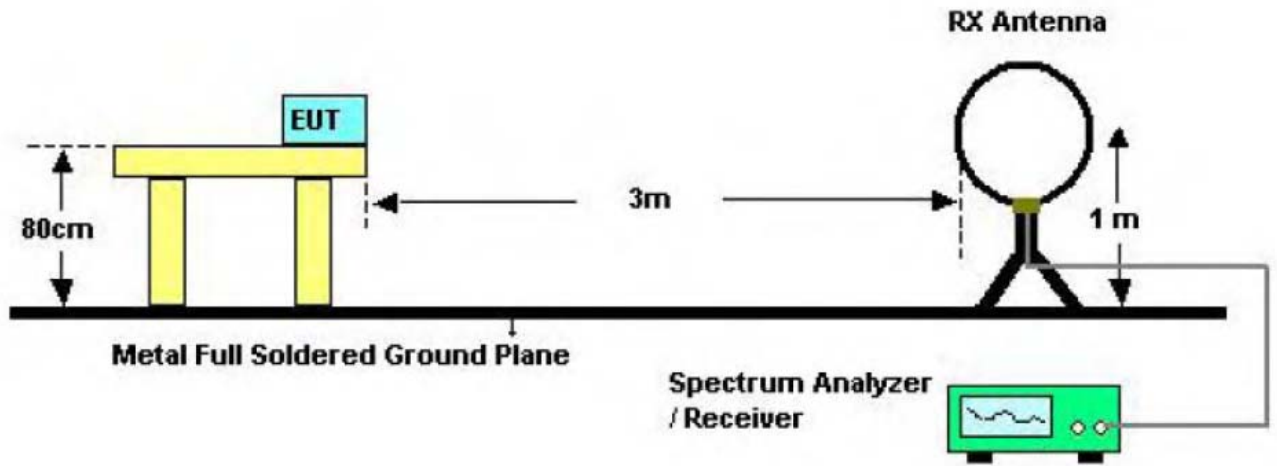 RX Antenna
EUT
80cm
3m
1 m
Metal Full Soldered Ground Plane
Spectrum Analyzer
/ Receiver